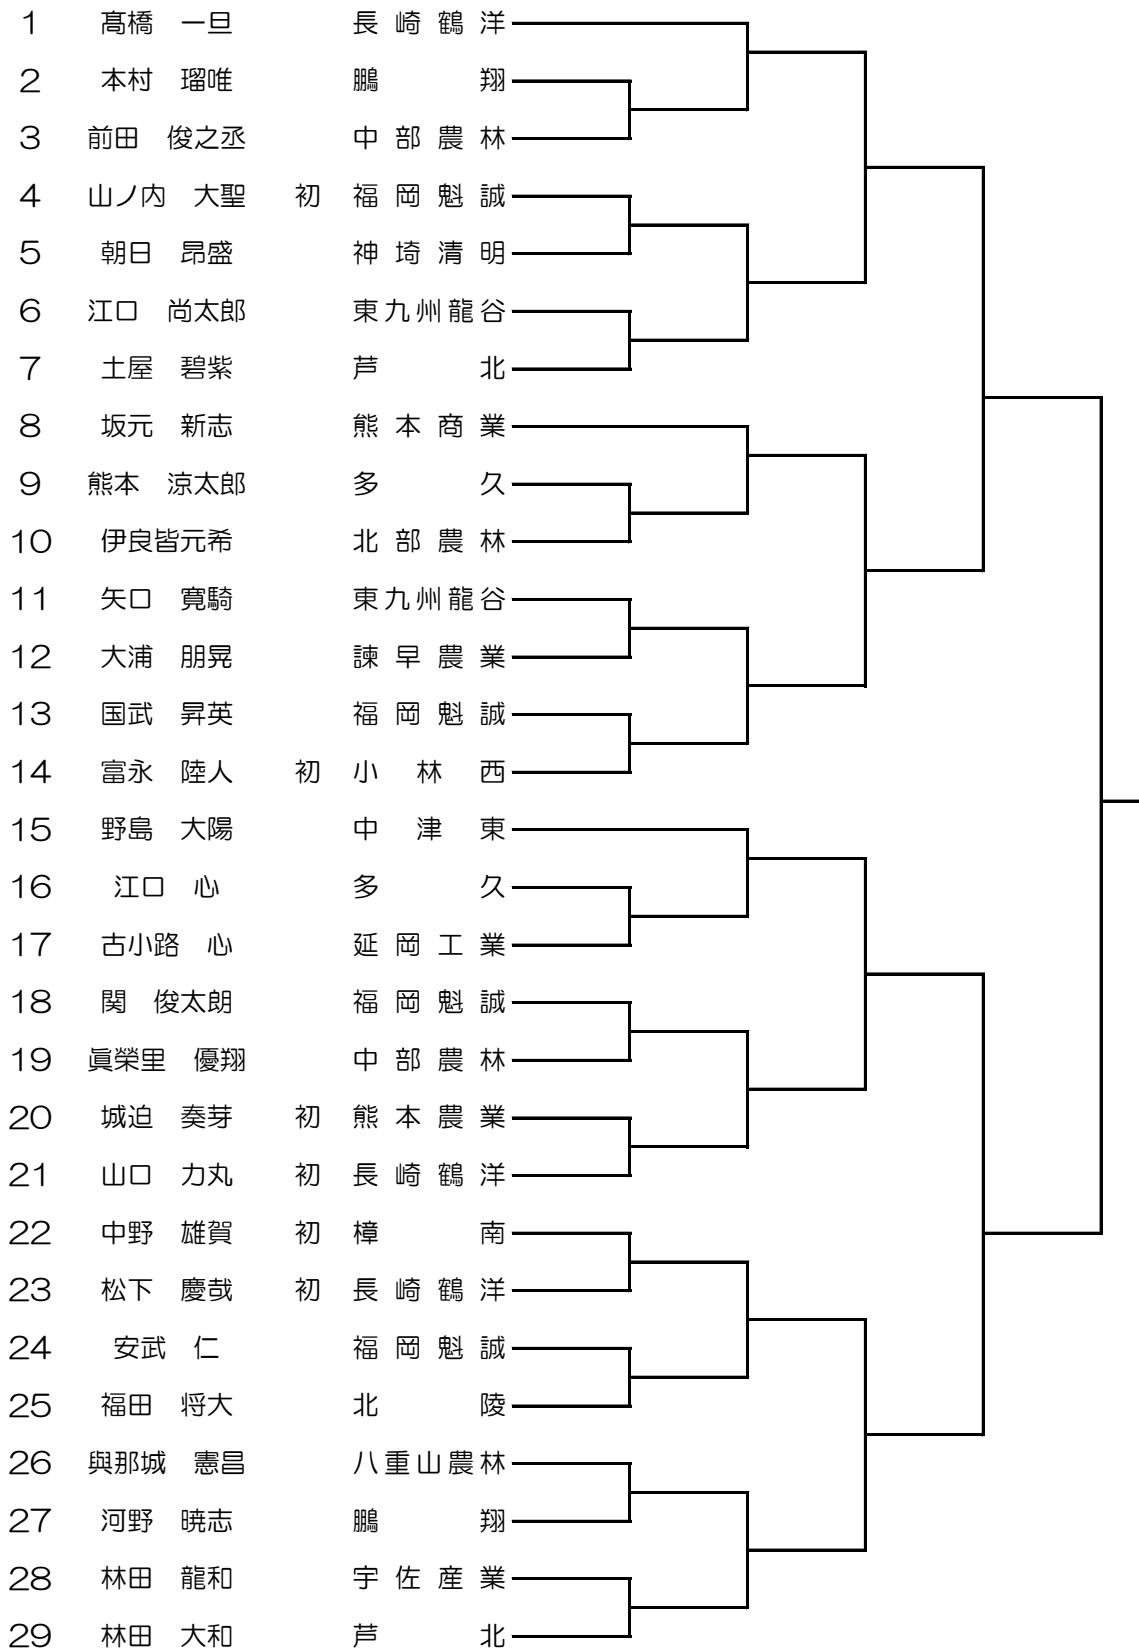 1 髙橋 一旦 長崎鶴洋
2 本村 瑠唯 鵬翔
3 前田 俊之丞 中部農林
4 山ノ内 大聖 初 福岡魁誠
5 朝日 昂盛 神埼清明
6 江口 尚太郎 東九州龍谷
7 土屋 碧紫 芦北
8 坂元 新志 熊本商業
9 熊本 涼太郎 多久
10 伊良皆元希 北部農林
11 矢口 寛騎 東九州龍谷
12 大浦 朋晃 諫早農業
13 国武 昇英 福岡魁誠
14 富永 陸人 初 小林西
15 野島 大陽 中津東
16 江口 心 多久
17 古小路 心 延岡工業
18 関 俊太朗 福岡魁誠
19 眞榮里 優翔 中部農林
20 城迫 奏芽 初 熊本農業
21 山口 力丸 初 長崎鶴洋
22 中野 雄賀 初 樟南
23 松下 慶哉 初 長崎鶴洋
24 安武 仁 福岡魁誠
25 福田 将大 北陵
26 與那城 憲昌 八重山農林
27 河野 暁志 鵬翔
28 林田 龍和 宇佐産業
29 林田 大和 芦北